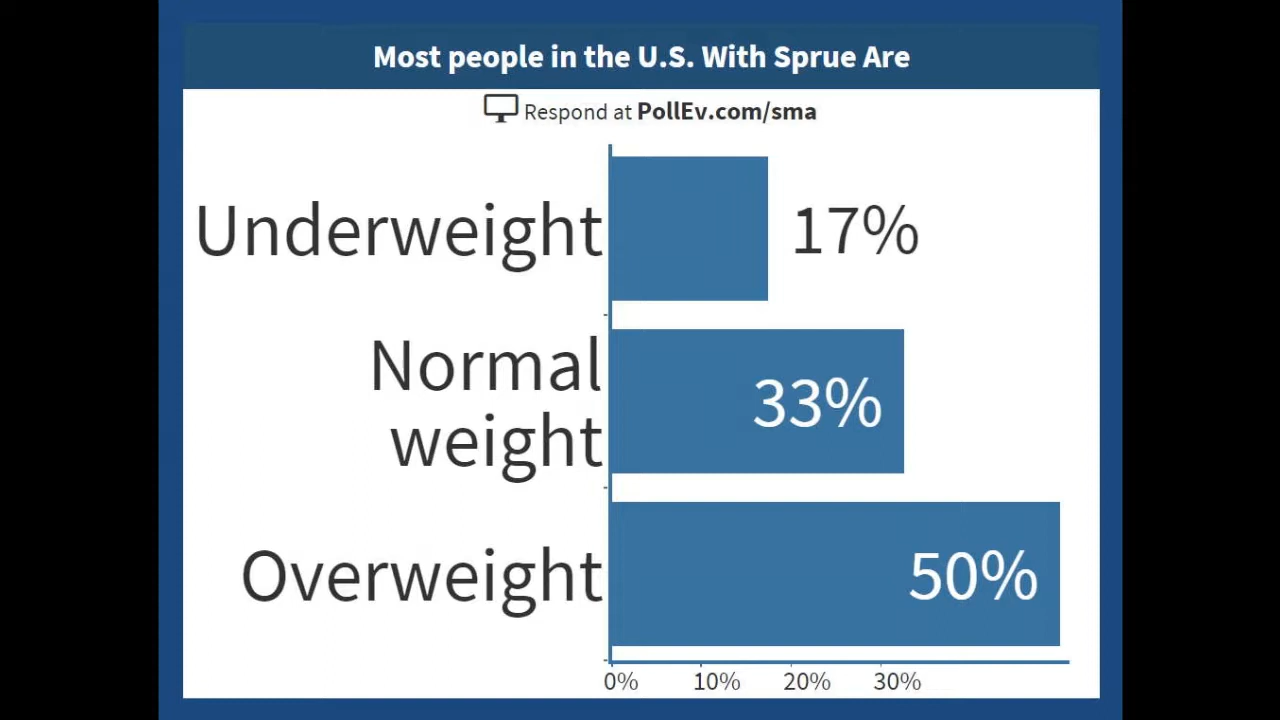 Most people in the U.S. With Sprue Are
Respond at PollEv.com/sma
Underweight
17%
Normal
weight
33%
Overweight
50%
0% 10% 20% 30%